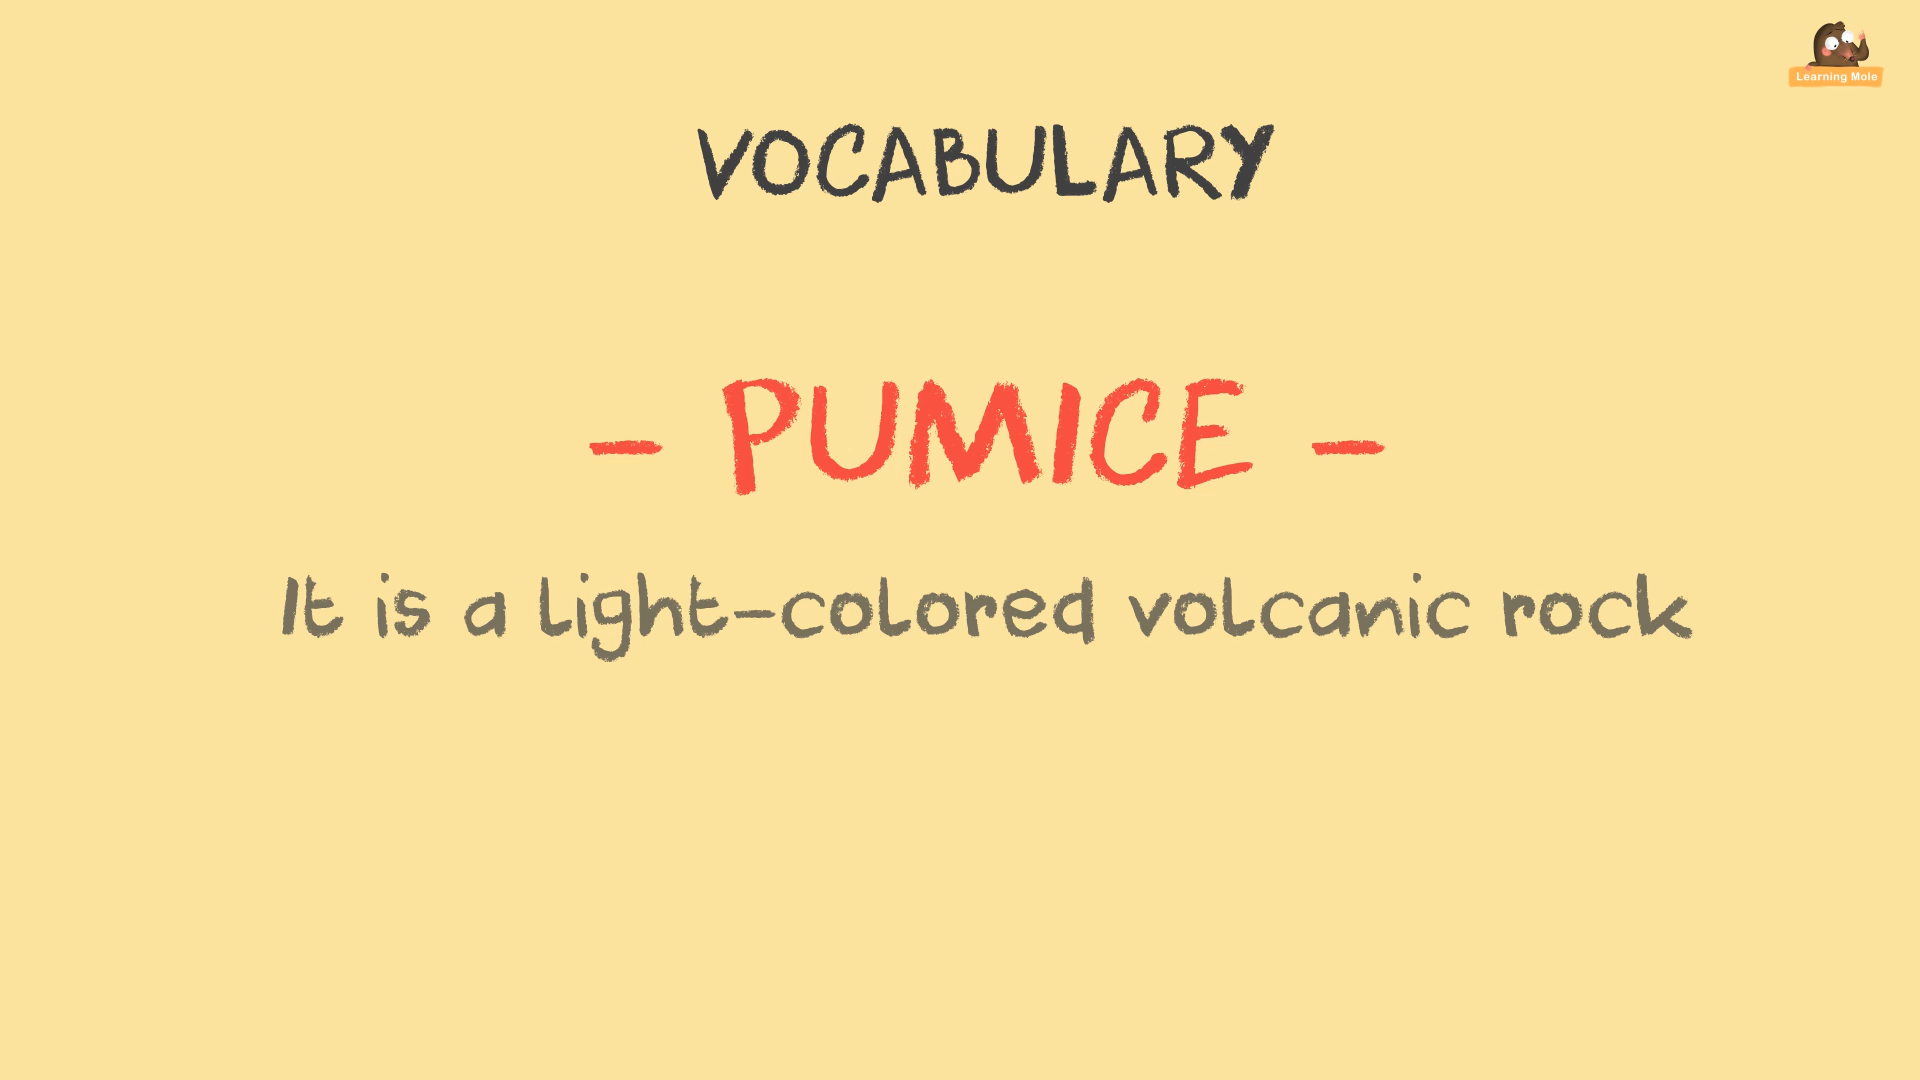 Learning Mole
VOCABULARY
- PUMICE -
It is a light-colored volcanic rock